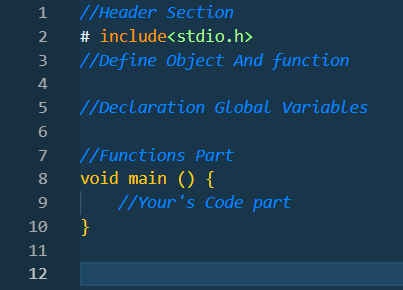 1 //Header Section
2 # include<stdio.h>
3 //Define Object And function
4
5 //Declaration Global Variables
6
7 //Functions Part
8 void main () {
9 //Your's Code part
10 }
11
12